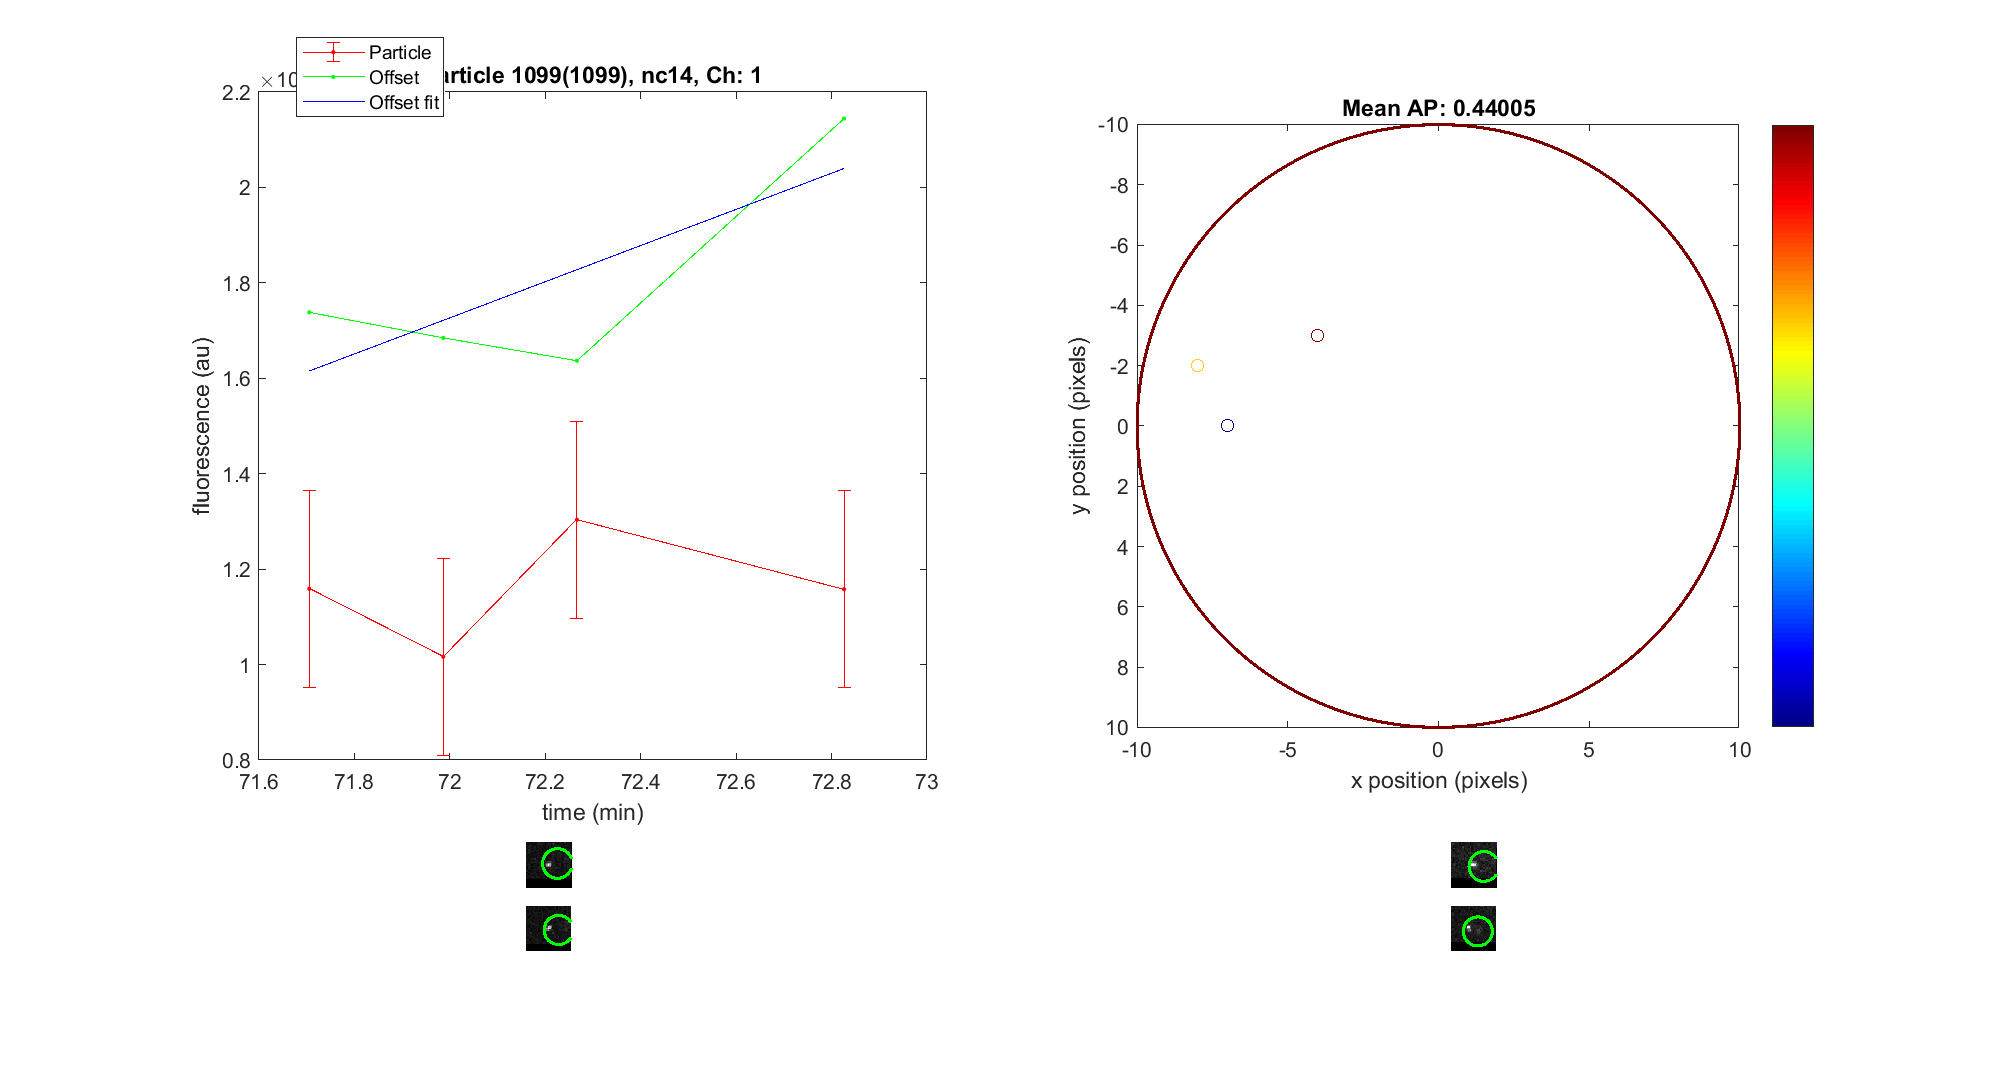 Particle
Offset
Offset fit
1099(1099), nc14, Ch: 1
2.2
2
1.8
1.6
1.4
1.2
1
0.8
fluorescence (au)
71.6 71.8 72 72.2 72.4 72.6 72.8 73
time (min)
Mean AP: 0.44005
-10
-8
-6
-4
-2
0
2
4
6
8
10
y position (pixels)
-10 -5 0 5 10
x position (pixels)